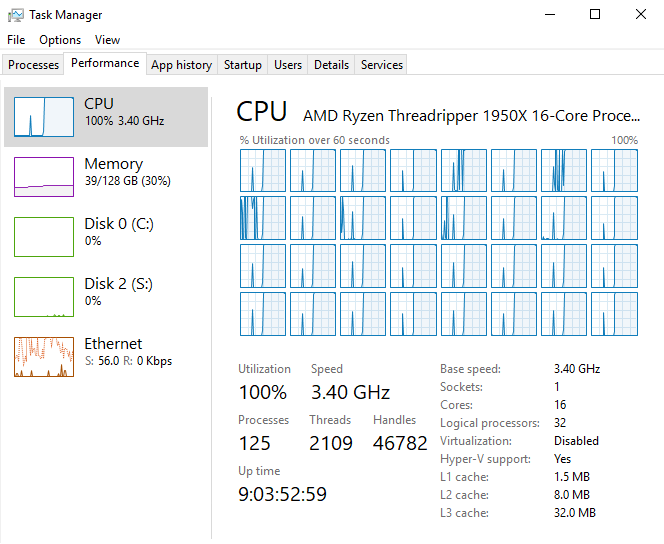 Task Manager
File Options View
Processes Performance App history Startup Users Details Services
CPU
100% 3.40 GHz
Memory
39/128 GB (30%)
Disk 0 (C:)
0%
Disk 2 (S:)
0%
Ethernet
S: 56.0 R: 0 Kbps
CPU AMD Ryzen Threadripper 1950X 16-Core Proce...
% Utilization over 60 seconds 100%
Utilization Speed
100% 3.40 GHz
Processes Threads Handles
125 2109 46782
Up time
9:03:52:59
Base speed: 3.40 GHz
Sockets: 1
Cores: 16
Logical processors: 32
Virtualization: Disabled
Hyper-V support: Yes
L1 cache: 1.5 MB
L2 cache: 8.0 MB
L3 cache: 32.0 MB